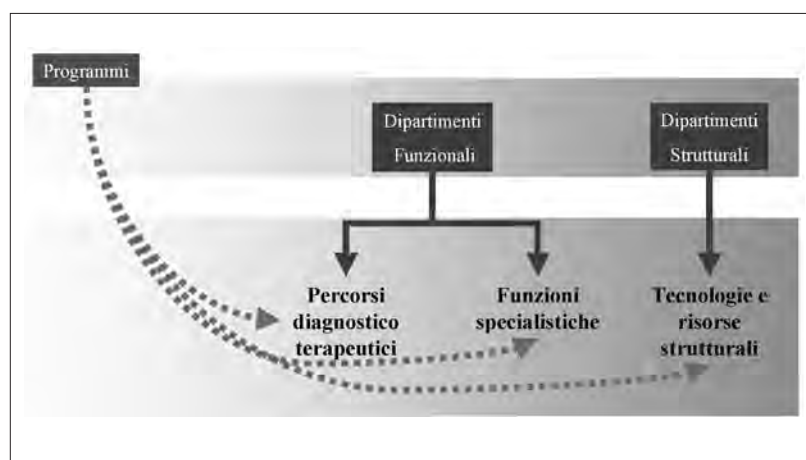 Programmi
Dipartimenti
Funzionali
Dipartimenti
Strutturali
Percorsi
diagnostico
terapeutici
Funzioni
specialistiche
Tecnologie e
risorse
strutturali